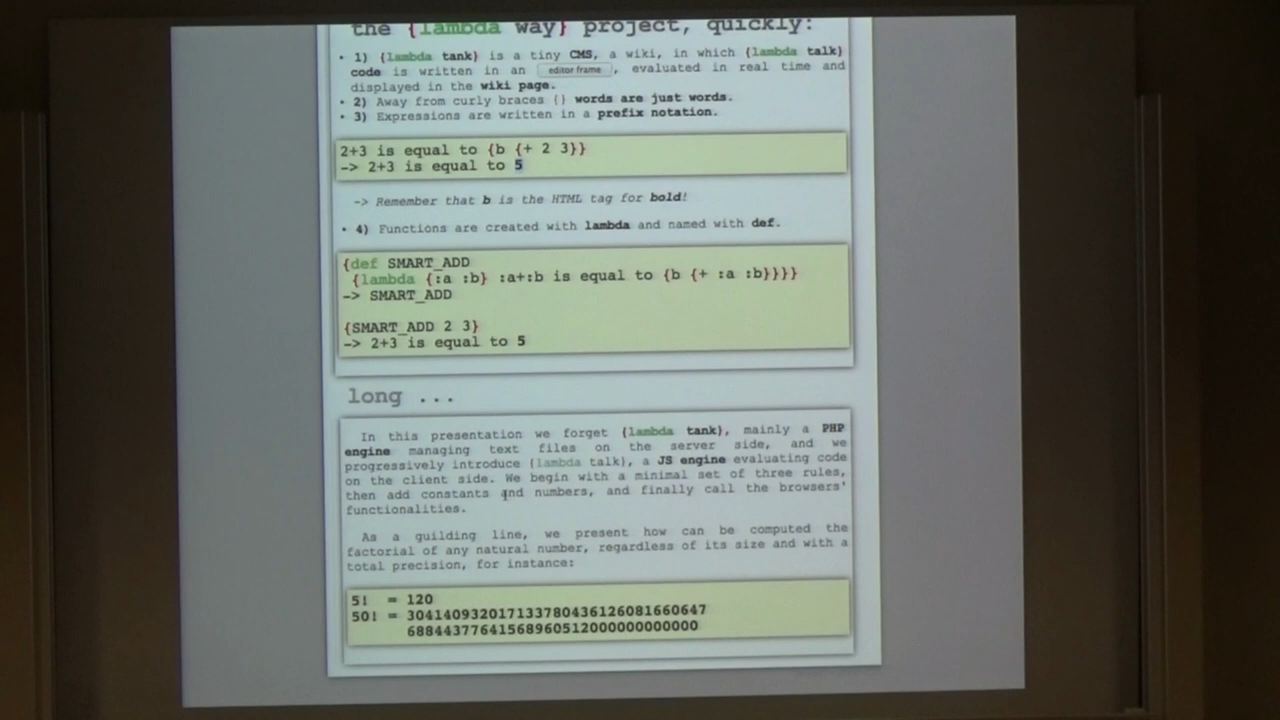 the {lambda way} project, quickly:
• 1) {lambda tank} is a tiny CMS, a wiki, in which {lambda talk}
code is written in an editor frame , evaluated in real time and
displayed in the wiki page.
• 2) Away from curly braces {} words are just words.
• 3) Expressions are written in a prefix notation.
2+3 is equal to {b {+ 2 3}}
-> 2+3 is equal to 5
-> Remember that b is the HTML tag for bold!
• 4) Functions are created with lambda and named with def.
{def SMART_ADD
{lambda {:a :b} :a+:b is equal to {b {+ :a :b}}}}
-> SMART_ADD
{SMART_ADD 2 3}
-> 2+3 is equal to 5
long ...
In this presentation we forget {lambda tank}, mainly a PHP
engine managing text files on the server side, and we
progressively introduce {lambda talk}, a JS engine evaluating code
on the client side. We begin with a minimal set of three rules,
then add constants and numbers, and finally call the browsers'
functionalities.
As a guilding line, we present how can be computed the
factorial of any natural number, regardless of its size and with a
total precision, for instance:
5! = 120
50! = 30414093201713378043612608166064​7
68844377641568960512000000000000